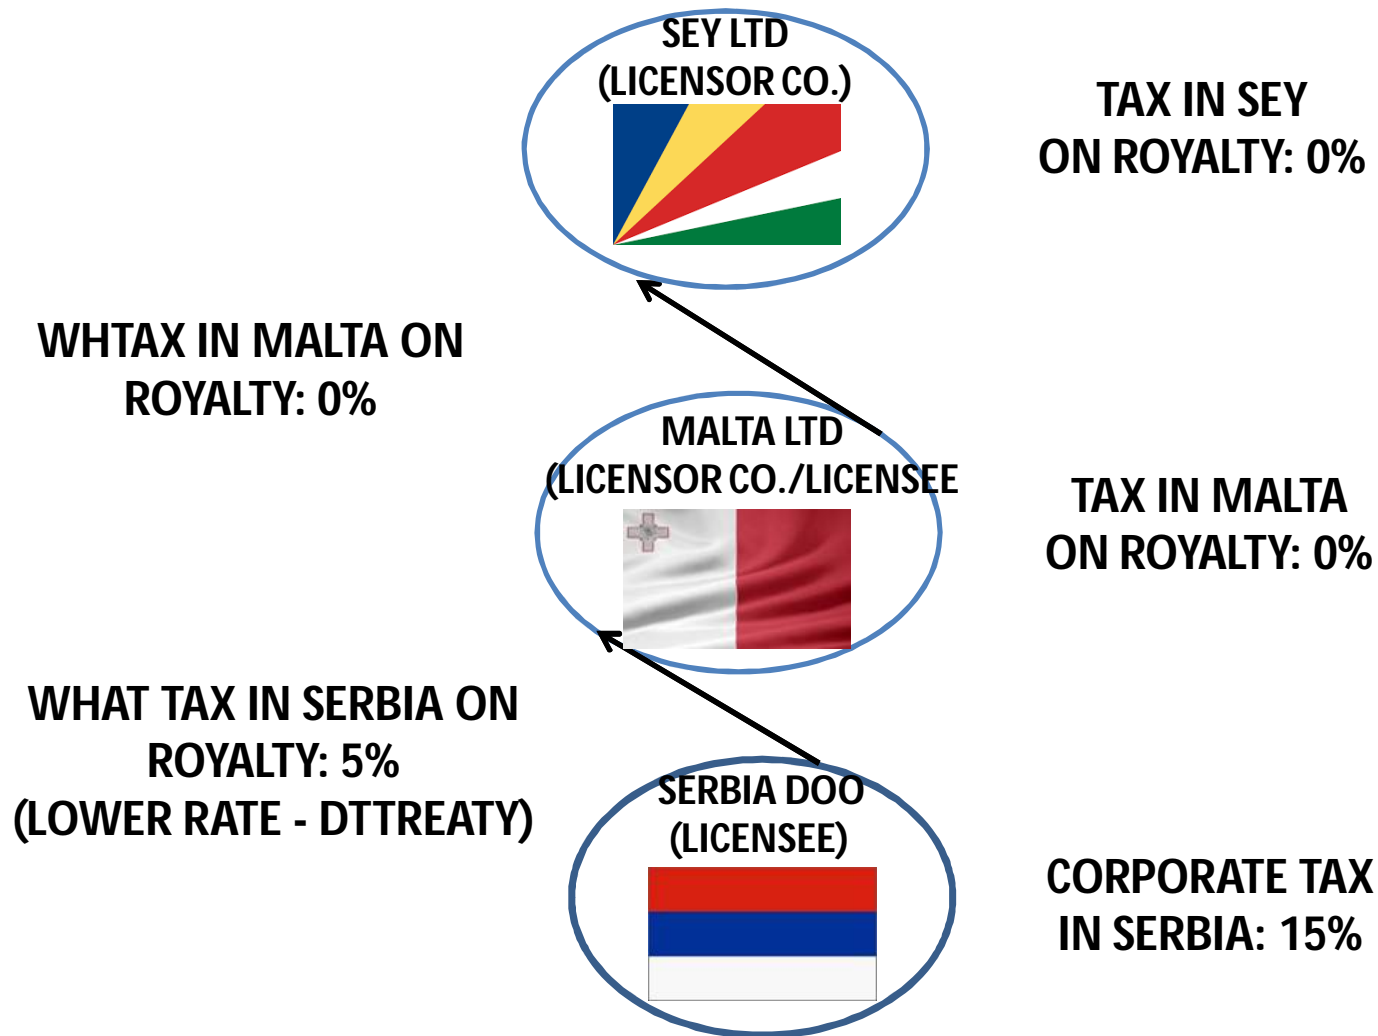 SEY LTD
(LICENSOR CO.)
TAX IN SEY
ON ROYALTY: 0%
WHTAX IN MALTA ON
ROYALTY: 0%
MALTA LTD
(LICENSOR CO./LICENSEE
TAX IN MALTA
ON ROYALTY: 0%
WHAT TAX IN SERBIA ON
ROYALTY: 5%
(LOWER RATE - DTTREATY)
SERBIA DOO
(LICENSEE)
CORPORATE TAX
IN SERBIA: 15%